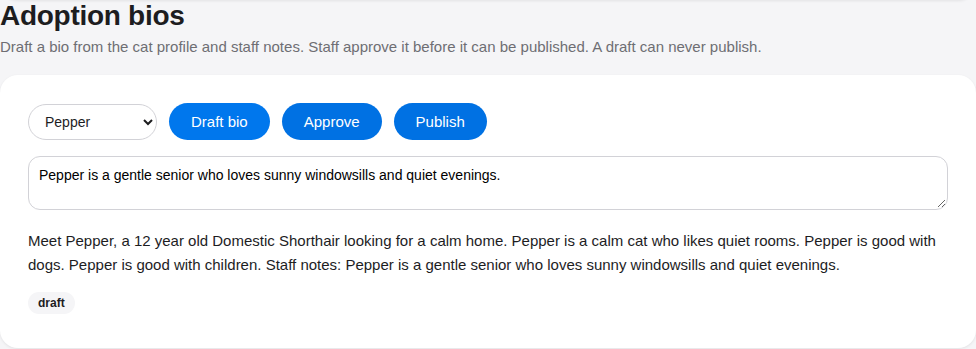 Adoption bios
Draft a bio from the cat profile and staff notes. Staff approve it before it can be published. A draft can never publish.
Pepper
Draft bio
Approve
Publish
Pepper is a gentle senior who loves sunny windowsills and quiet evenings.
Meet Pepper, a 12 year old Domestic Shorthair looking for a calm home. Pepper is a calm cat who likes quiet rooms. Pepper is good with
dogs. Pepper is good with children. Staff notes: Pepper is a gentle senior who loves sunny windowsills and quiet evenings.
draft